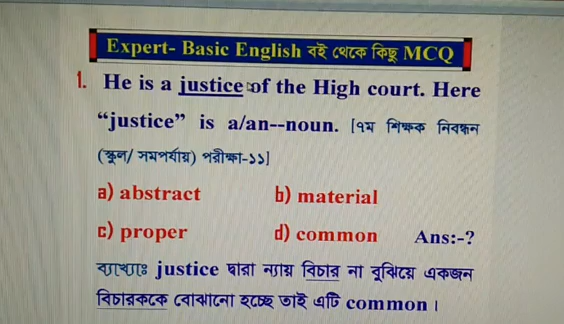 Expert- Basic English বই থেকে কিছু MCQ
1. He is a justice of the High court. Here
“justice” is a/an--noun. [৭ম শিক্ষক নিবন্ধন
(স্কুল/ সমপর্যায়) পরীক্ষা-১১]
a) abstract b) material
c) proper d) common Ans:-?
ব্যাখ্যাঃ justice দ্বারা ন্যায় বিচার না বুঝিয়ে একজন
বিচারককে বোঝানো হচ্ছে তাই এটি common।